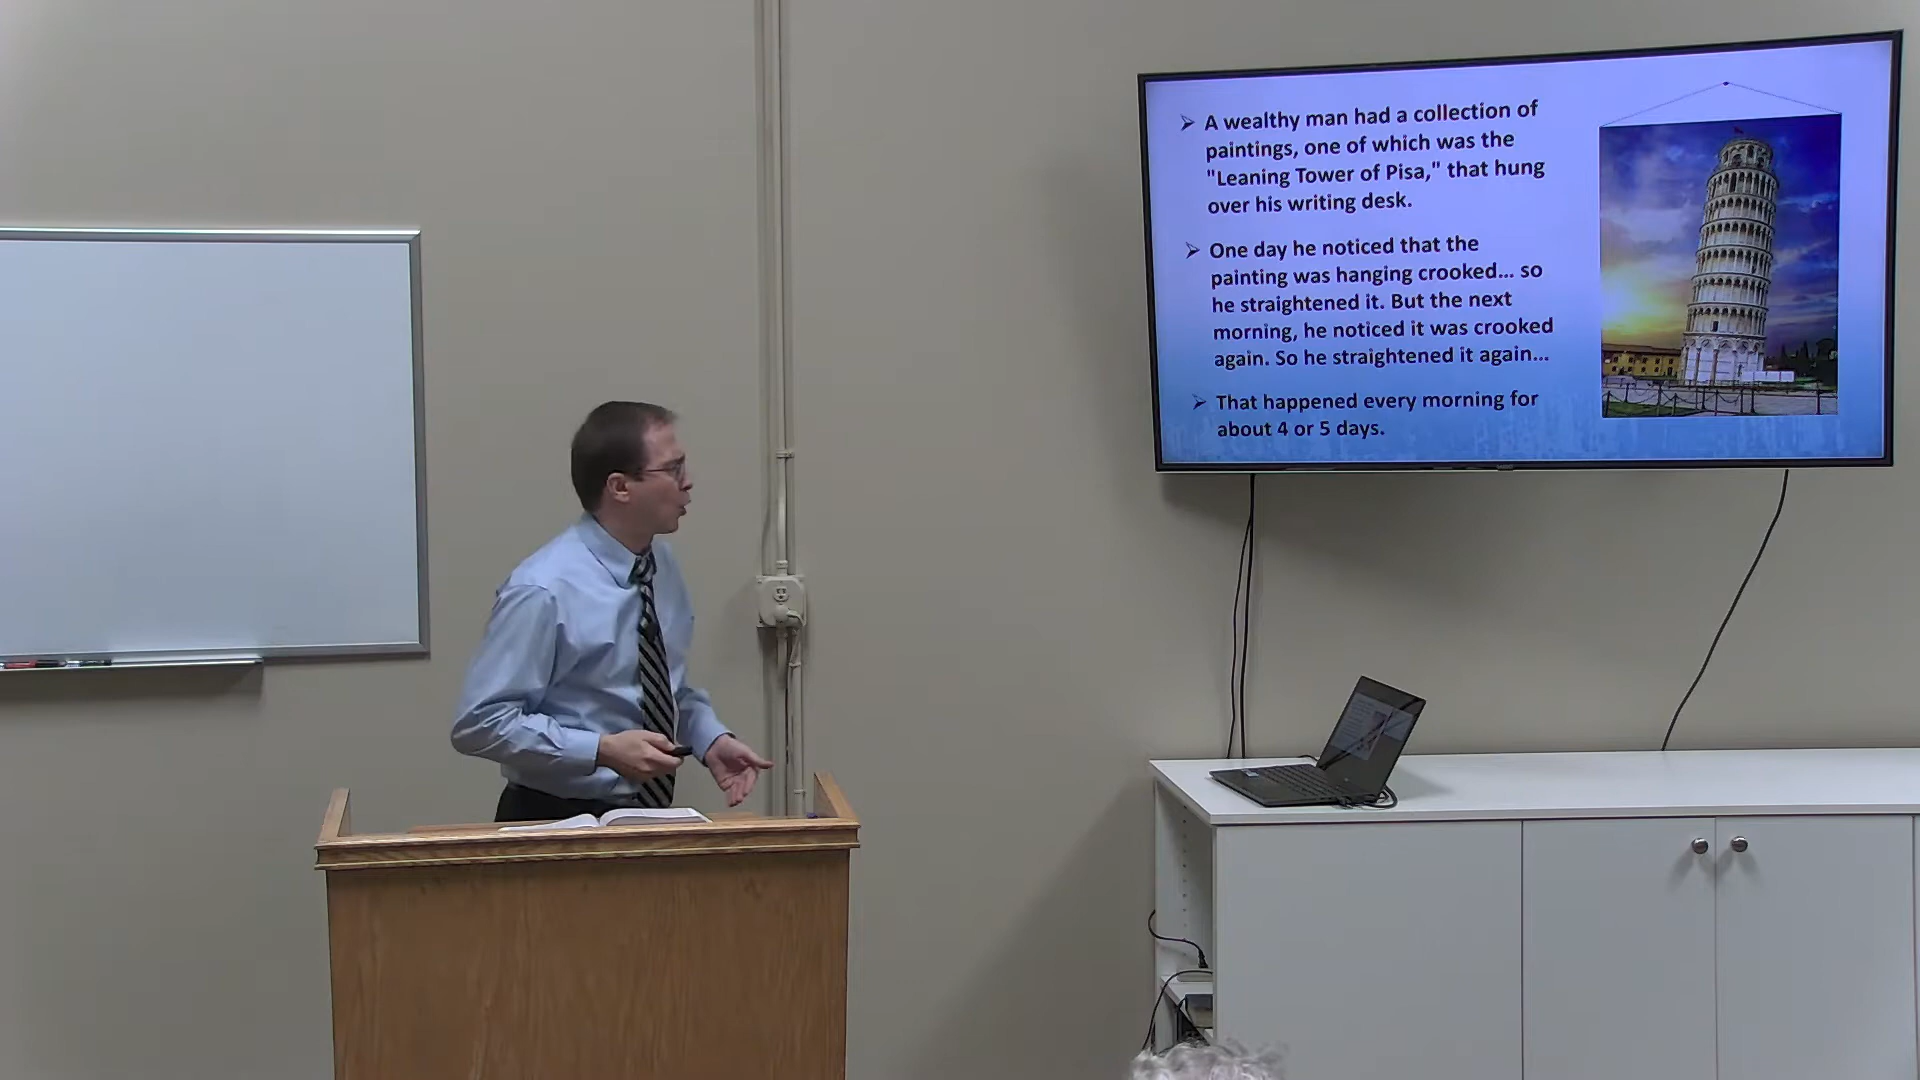 A wealthy man had a collection of
paintings, one of which was the
"Leaning Tower of Pisa," that hung
over his writing desk.
One day he noticed that the
painting was hanging crooked... so
he straightened it. But the next
morning, he noticed it was crooked
again. So he straightened it again...
That happened every morning for
about 4 or 5 days.